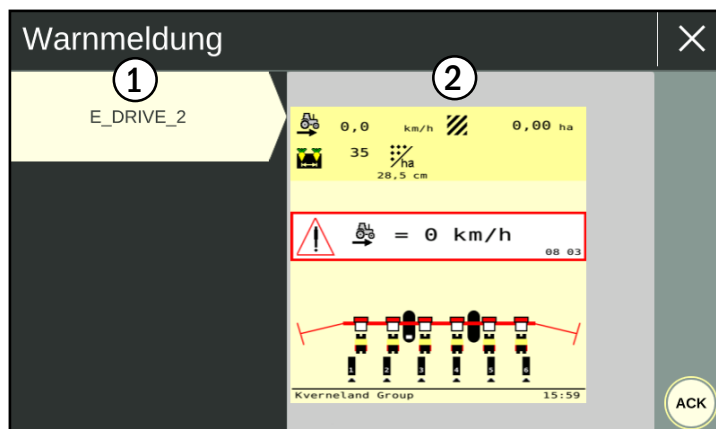 Warnmeldung
1
2
E_DRIVE_2
0,0 km/h 0,00 ha
35 /ha
28,5 cm
= 0 km/h
08 03
1 2 3 4 5 6
Kverneland Group 15:59
ACK